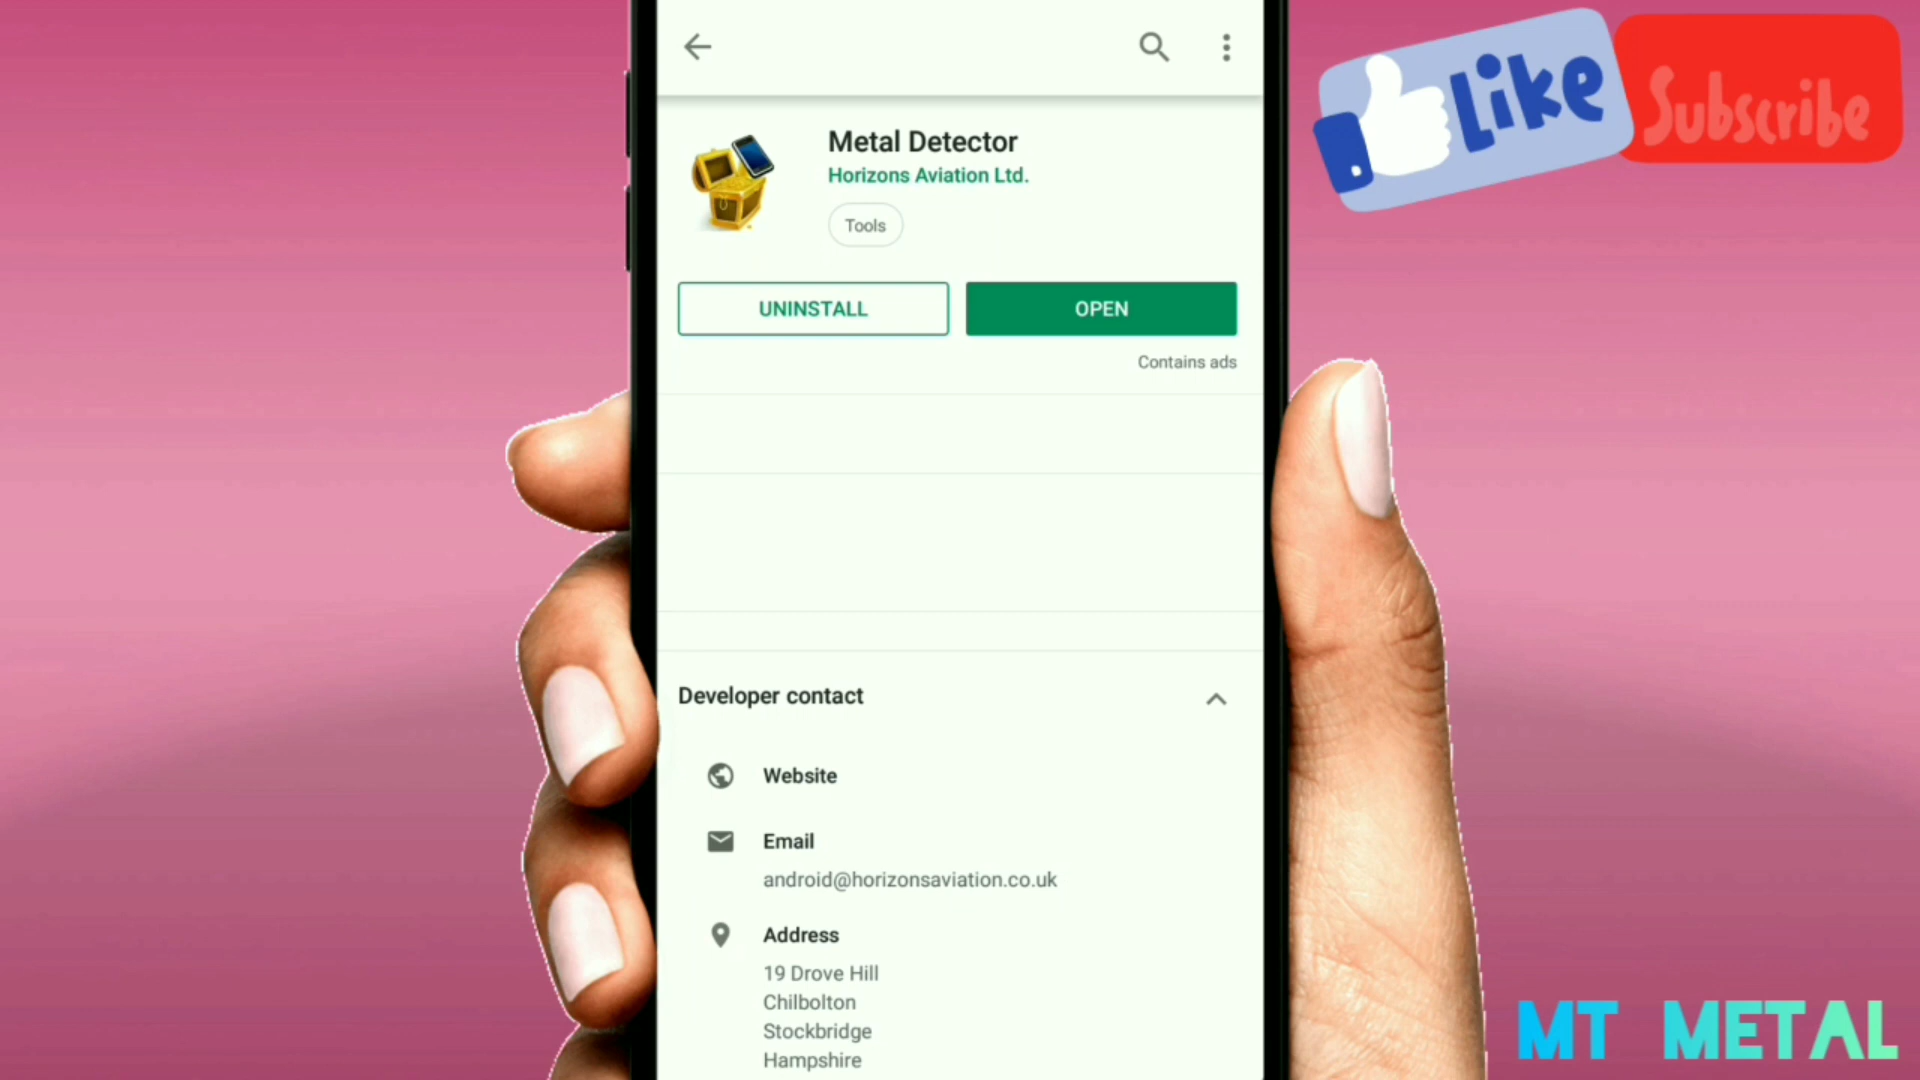 Like
Subscribe
Metal Detector
Horizons Aviation Ltd.
Tools
UNINSTALL
OPEN
Contains ads
Developer contact
Website
Email
android@horizonsaviation.co.uk
Address
19 Drove Hill
Chilbolton
Stockbridge
Hampshire
MT METAL